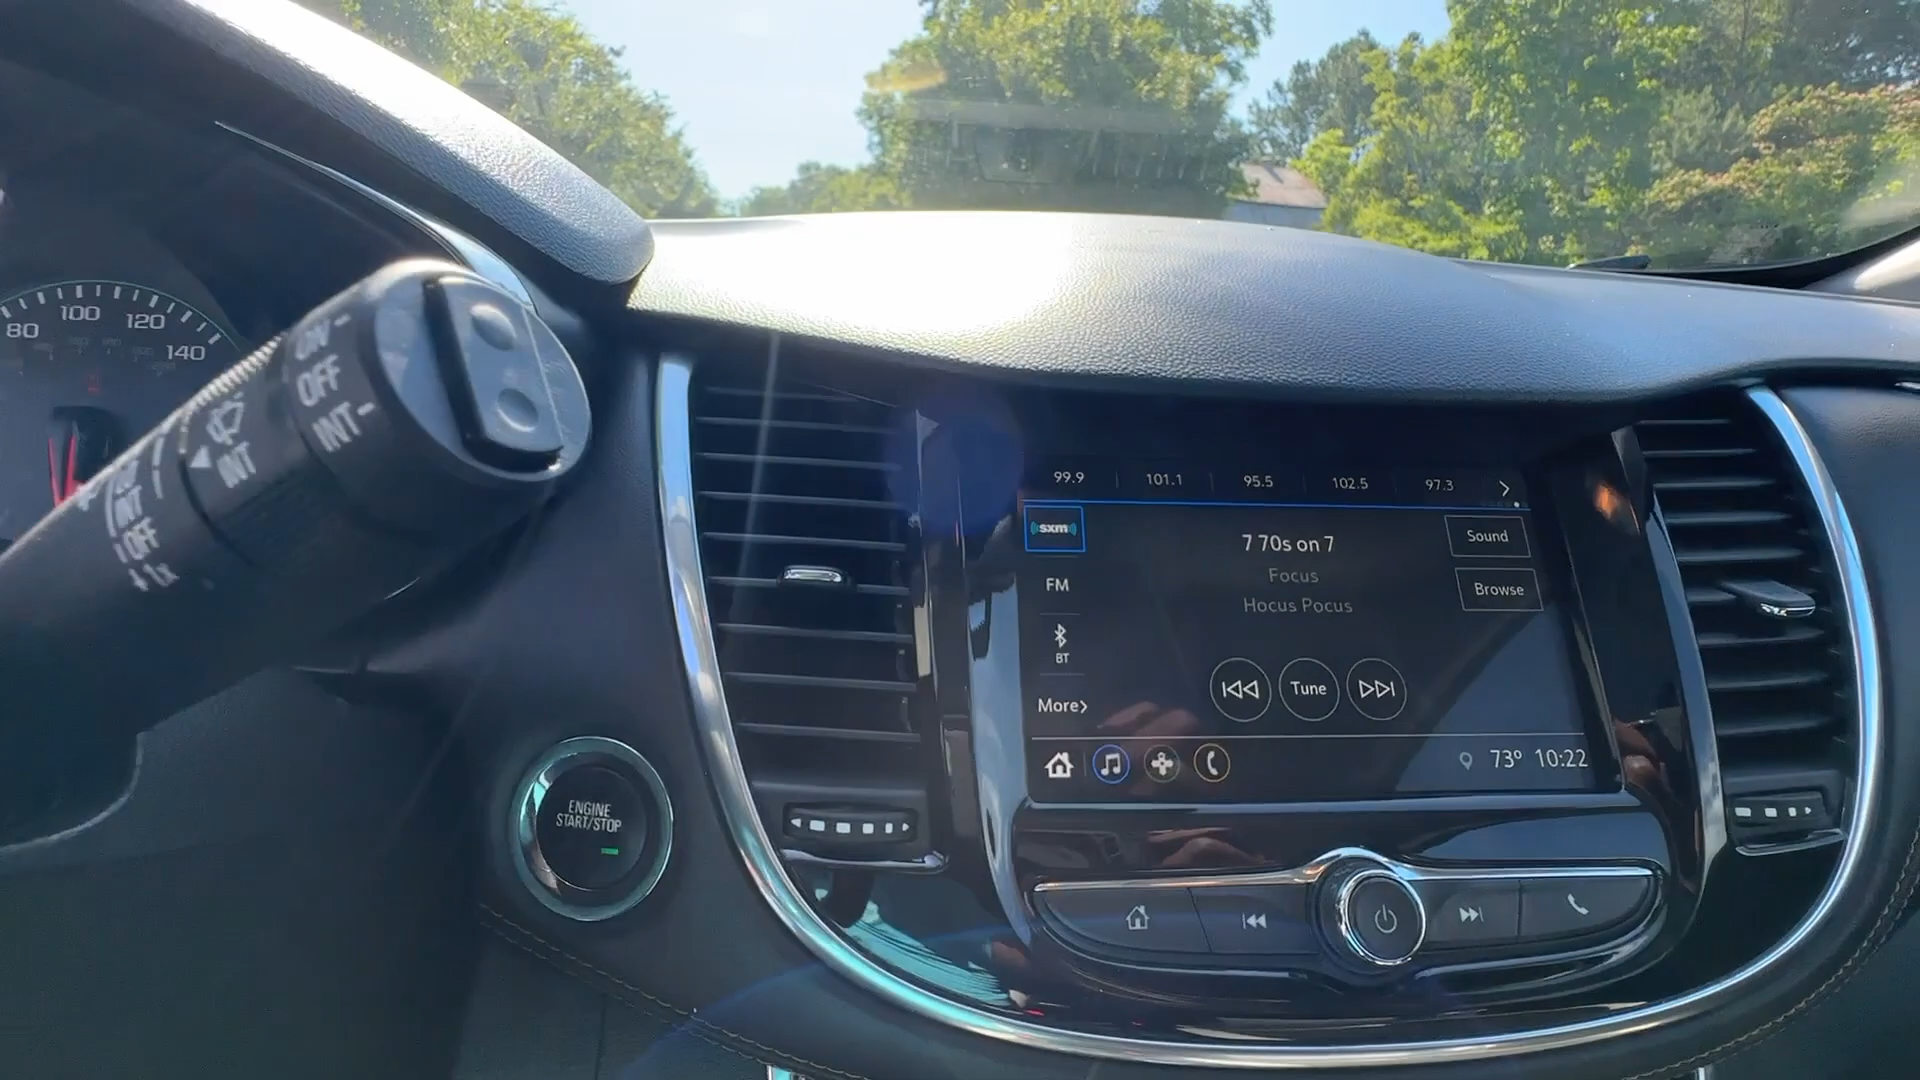 80
100
120
140
ON
OFF
INT
INT
INT
OFF
1x
ENGINE
START/STOP
99.9
101.1
95.5
102.5
97.3
sxm
7 70s on 7
Sound
FM
Focus
Browse
Hocus Pocus
BT
More
Tune
73° 10:22